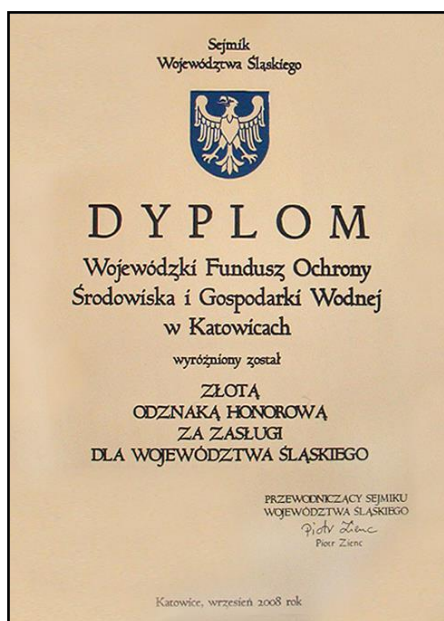 Sejmik
Województwa Śląskiego
DYPLOM
Wojewódzki Fundusz Ochrony
Środowiska i Gospodarki Wodnej
w Katowicach
wyróżniony został
ZŁOTĄ
ODZNAKĄ HONOROWĄ
ZA ZASŁUGI
DLA WOJEWÓDZTWA ŚLĄSKIEGO
PRZEWODNICZĄCY SEJMIKU
WOJEWÓDZTWA ŚLĄSKIEGO
Piotr Zienc
Piotr Zienc
Katowice, wrzesień 2008 rok